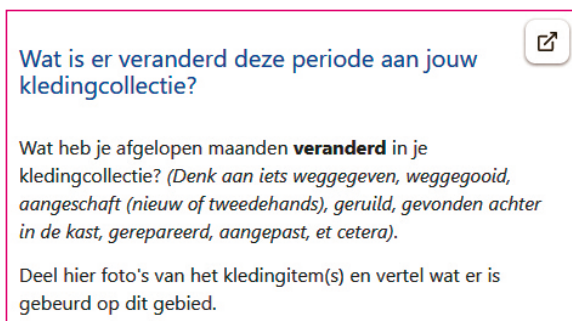 Wat is er veranderd deze periode aan jouw
kledingcollectie?
Wat heb je afgelopen maanden veranderd in je
kledingcollectie? (Denk aan iets weggegeven, weggegooid,
aangeschaft (nieuw of tweedehands), geruild, gevonden achter
in de kast, gerepareerd, aangepast, et cetera).
Deel hier foto's van het kledingitem(s) en vertel wat er is
gebeurd op dit gebied.